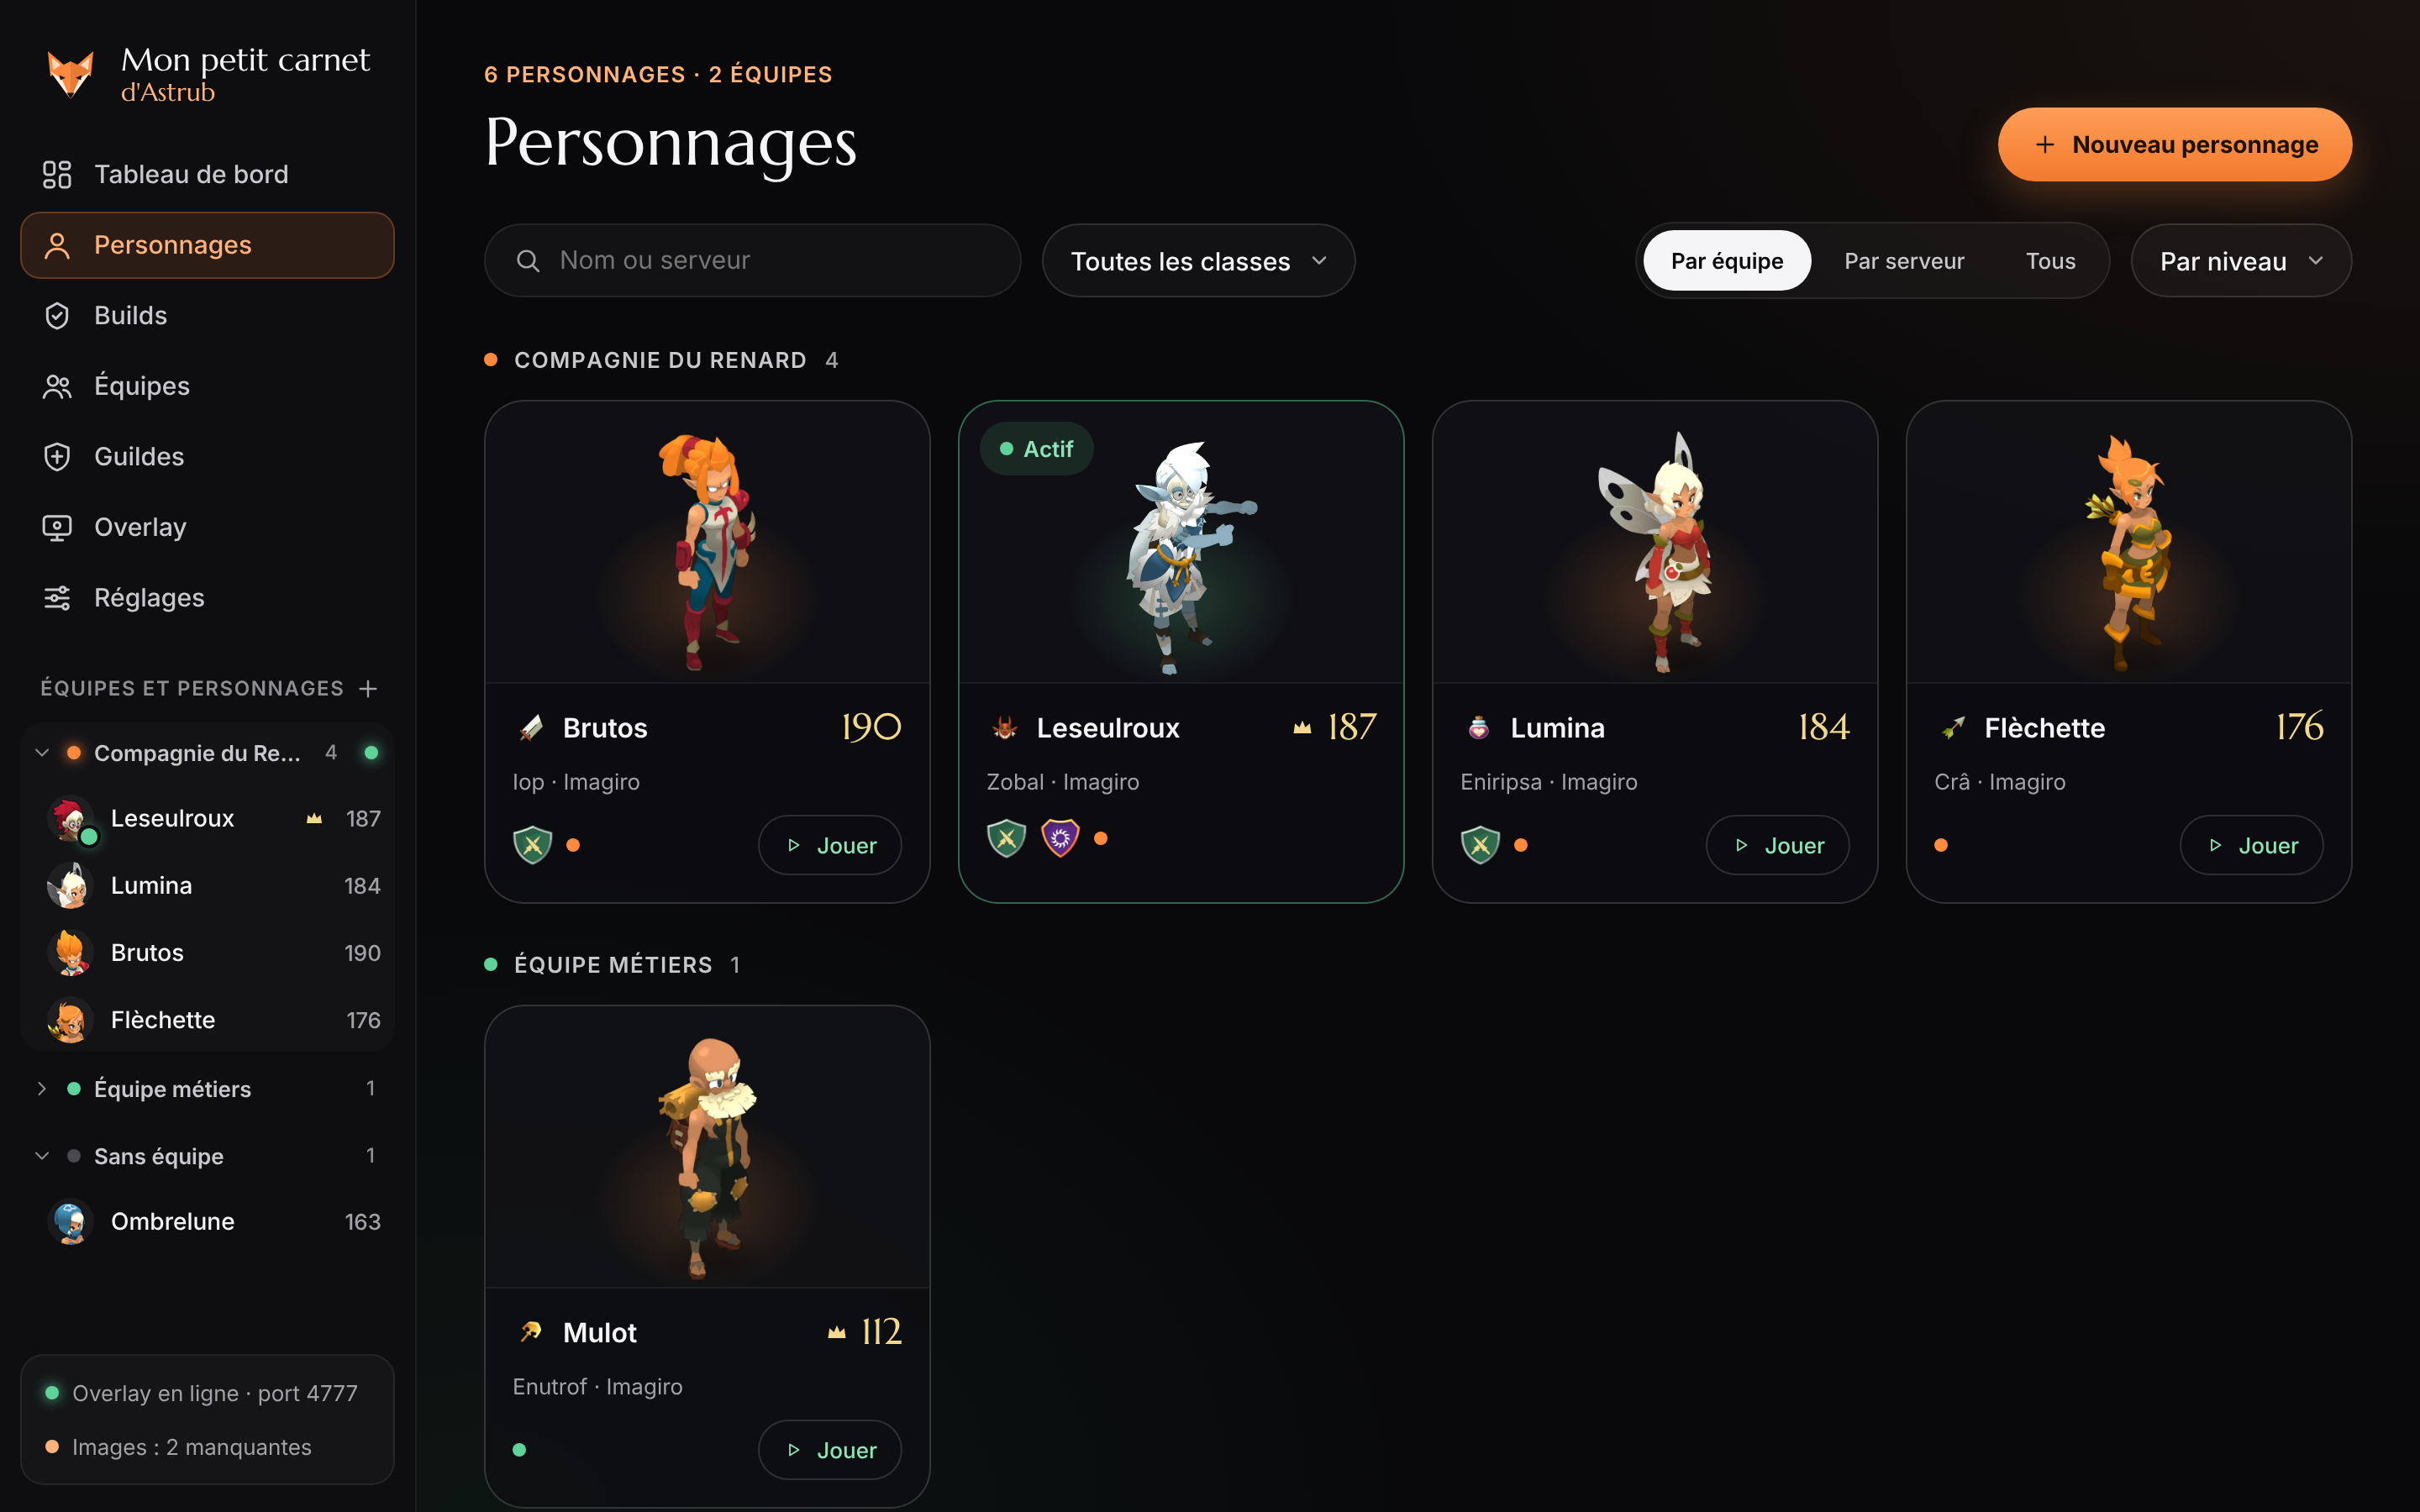 Mon petit carnet
d'Astrub
Tableau de bord
Personnages
Builds
Équipes
Guildes
Overlay
Réglages
ÉQUIPES ET PERSONNAGES
Compagnie du Re... 4
Leseulroux 187
Lumina 184
Brutos 190
Flèchette 176
Équipe métiers 1
Sans équipe 1
Ombrelune 163
Overlay en ligne · port 4777
Images : 2 manquantes
6 PERSONNAGES · 2 ÉQUIPES
Personnages
Nouveau personnage
Nom ou serveur
Toutes les classes
Par équipe
Par serveur
Tous
Par niveau
COMPAGNIE DU RENARD 4
Brutos 190
Iop · Imagiro
Jouer
Actif
Leseulroux 187
Zobal · Imagiro
Lumina 184
Eniripsa · Imagiro
Jouer
Flèchette 176
Crâ · Imagiro
Jouer
ÉQUIPE MÉTIERS 1
Mulot 112
Enutrof · Imagiro
Jouer